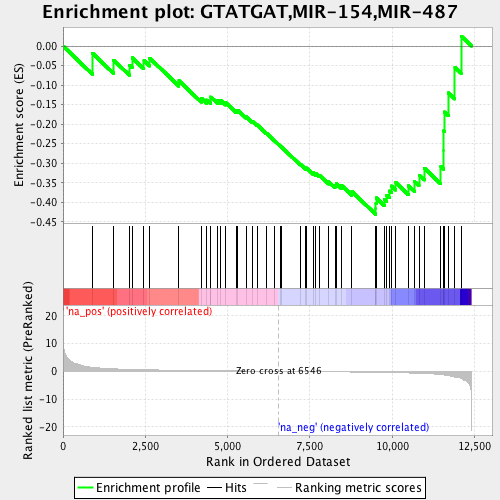 Enrichment plot: GTATGAT,MIR-154,MIR-487
Enrichment score (ES)
0.00
-0.05
-0.10
-0.15
-0.20
-0.25
-0.30
-0.35
-0.40
-0.45
'na_pos' (positively correlated)
Ranked list metric (PreRanked)
20
10
0
-10
-20
Zero cross at 6546
'na_neg' (negatively correlated)
0
2,500
5,000
7,500
10,000
12,500
Rank in Ordered Dataset
Enrichment profile
Hits
Ranking metric scores